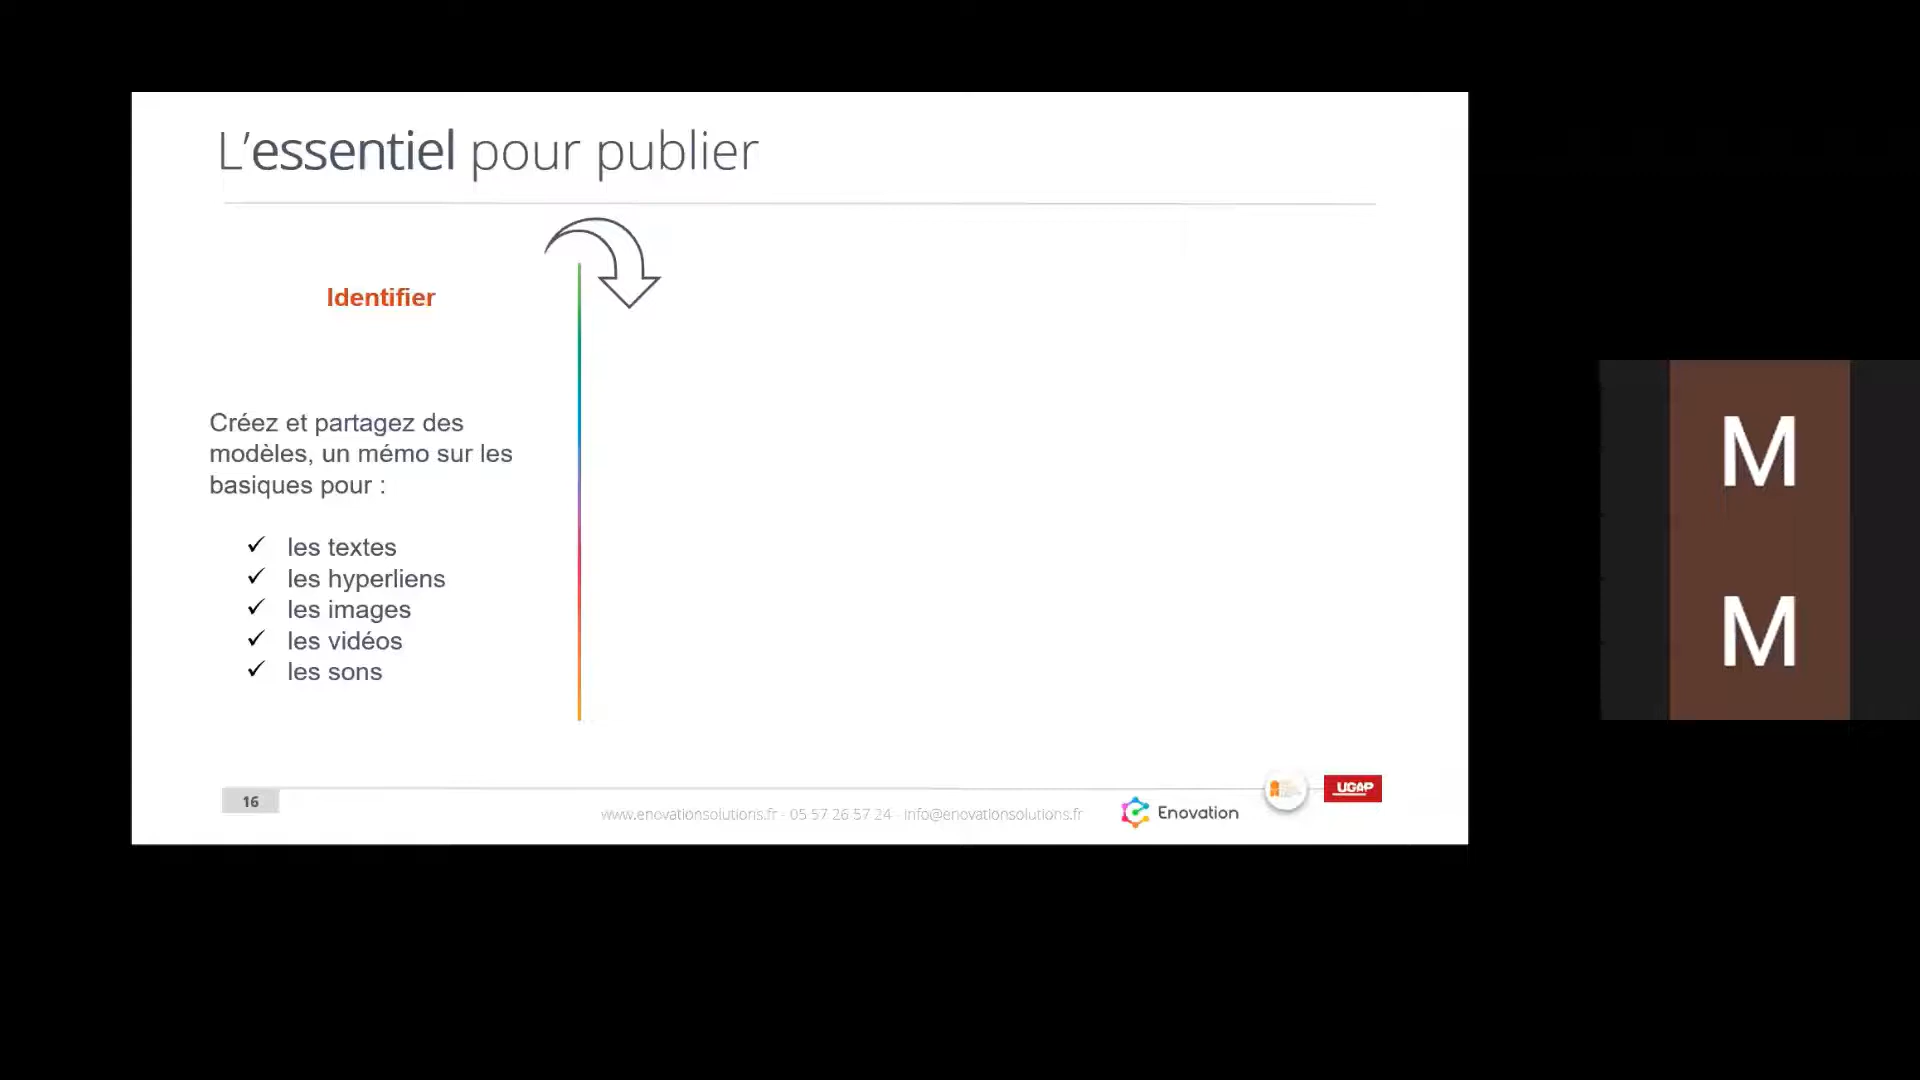 L'essentiel pour publier
Identifier
Créez et partagez des
modèles, un mémo sur les
basiques pour :
✓ les textes
✓ les hyperliens
✓ les images
✓ les vidéos
✓ les sons
16
www.enovationsolutions.fr - 05 57 26 57 24 - info@enovationsolutions.fr
Enovation
UGAP
M
M